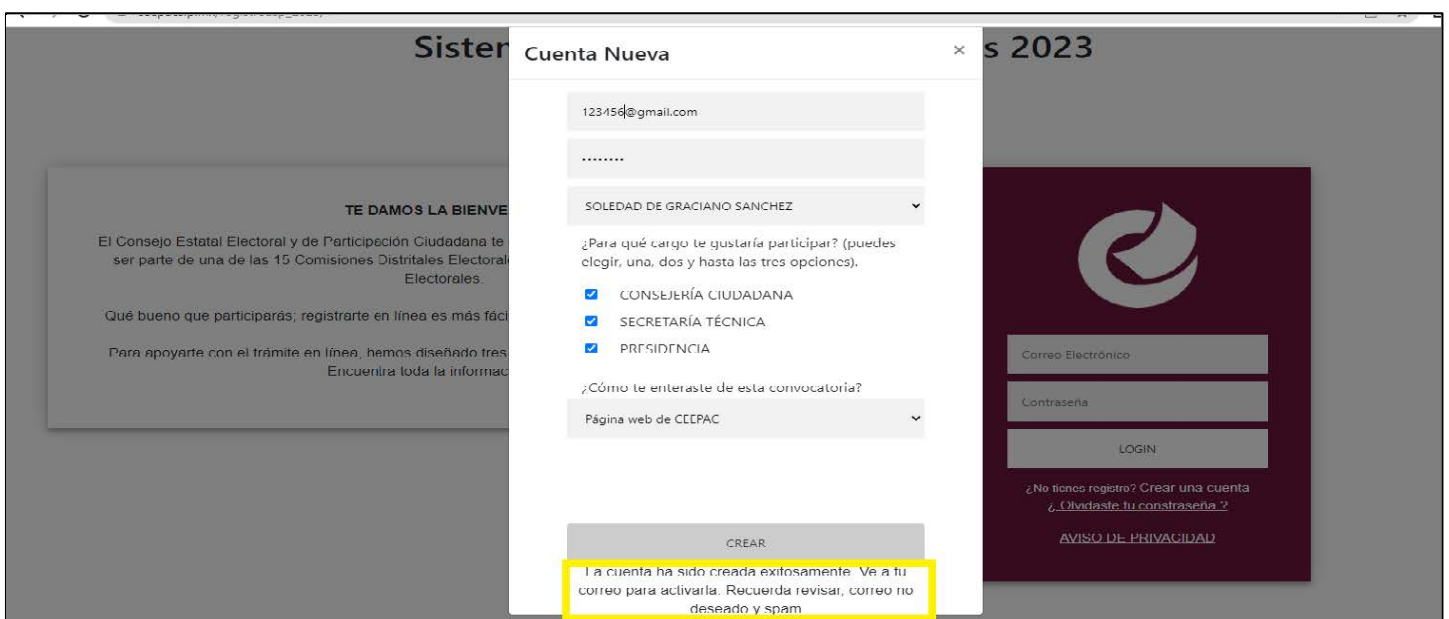 Sisten
s 2023
Cuenta Nueva
×
123456@gmail.com
........
SOLEDAD DE GRACIANO SANCHEZ
¿Para qué cargo te gustaría participar? (puedes
elegir, una, dos y hasta las tres opciones).
CONSEJERÍA CIUDADANA
SECRETARÍA TÉCNICA
PRESIDENCIA
¿Cómo te enteraste de esta convocatoria?
Página web de CEEPAC
CREAR
La cuenta ha sido creada exitosamente. Ve a tu
correo para activarla. Recuerda revisar, correo no
deseado y spam
TE DAMOS LA BIENVE
El Consejo Estatal Electoral y de Participación Ciudadana te
ser parte de una de las 15 Comisiones Distritales Electoral
Electorales.
Qué bueno que participarás; registrarte en línea es más fáci
Para apoyarte con el trámite en línea, hemos diseñado tres
Encuentra toda la informac
Correo Electrónico
Contraseña
LOGIN
¿No tienes registro? Crear una cuenta
¿ Olvidaste tu constraseña ?
AVISO DE PRIVACIDAD